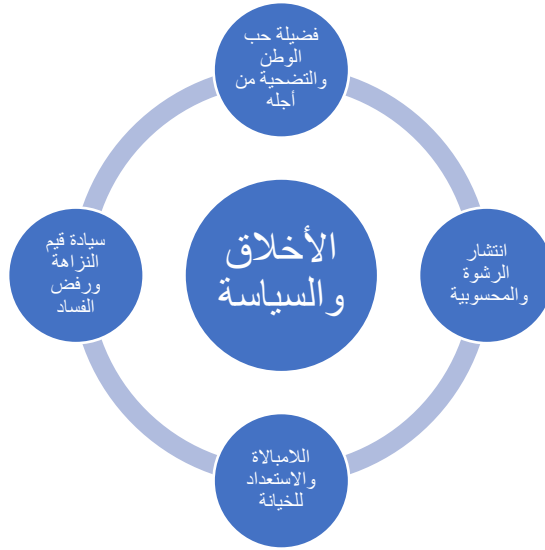 فضيلة حب
الوطن
والتضحية من
أجله
انتشار
الرشوة
والمحسوبية
اللامبالاة
والاستعداد
للخيانة
سيادة قيم
النزاهة
ورفض
الفساد
الأخلاق
والسياسة